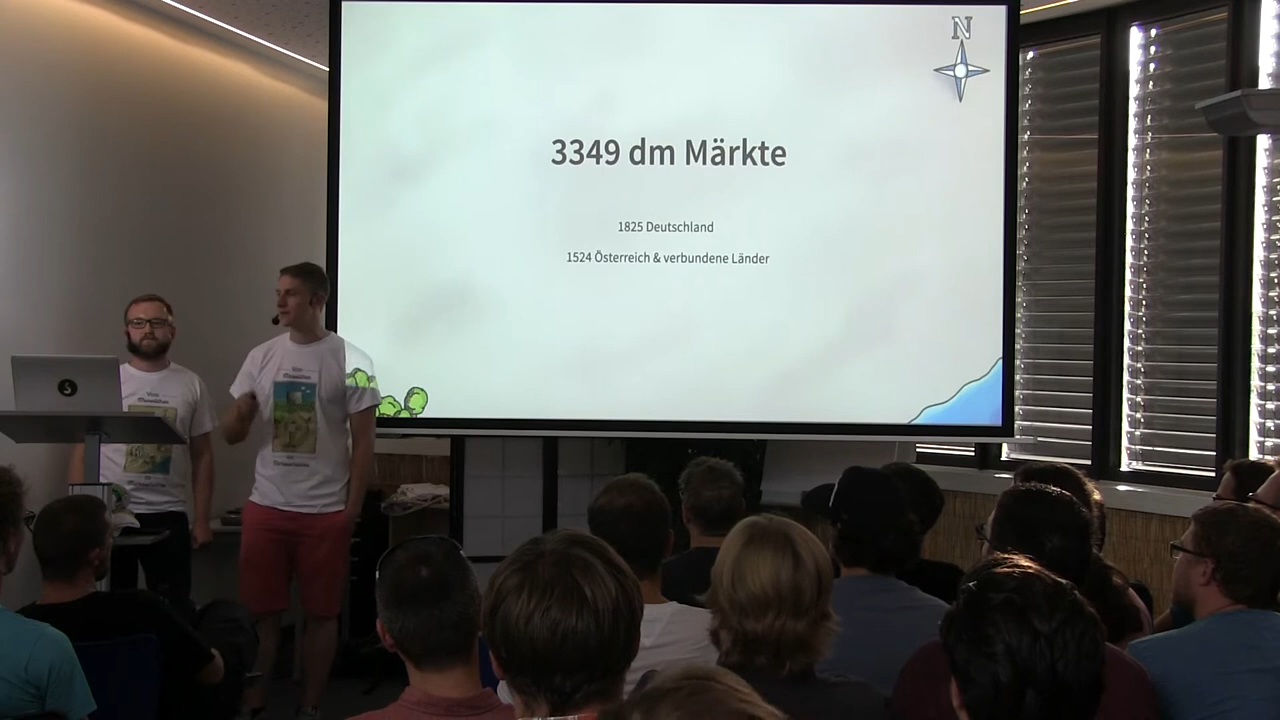 N
3349 dm Märkte
1825 Deutschland
1524 Österreich & verbundene Länder